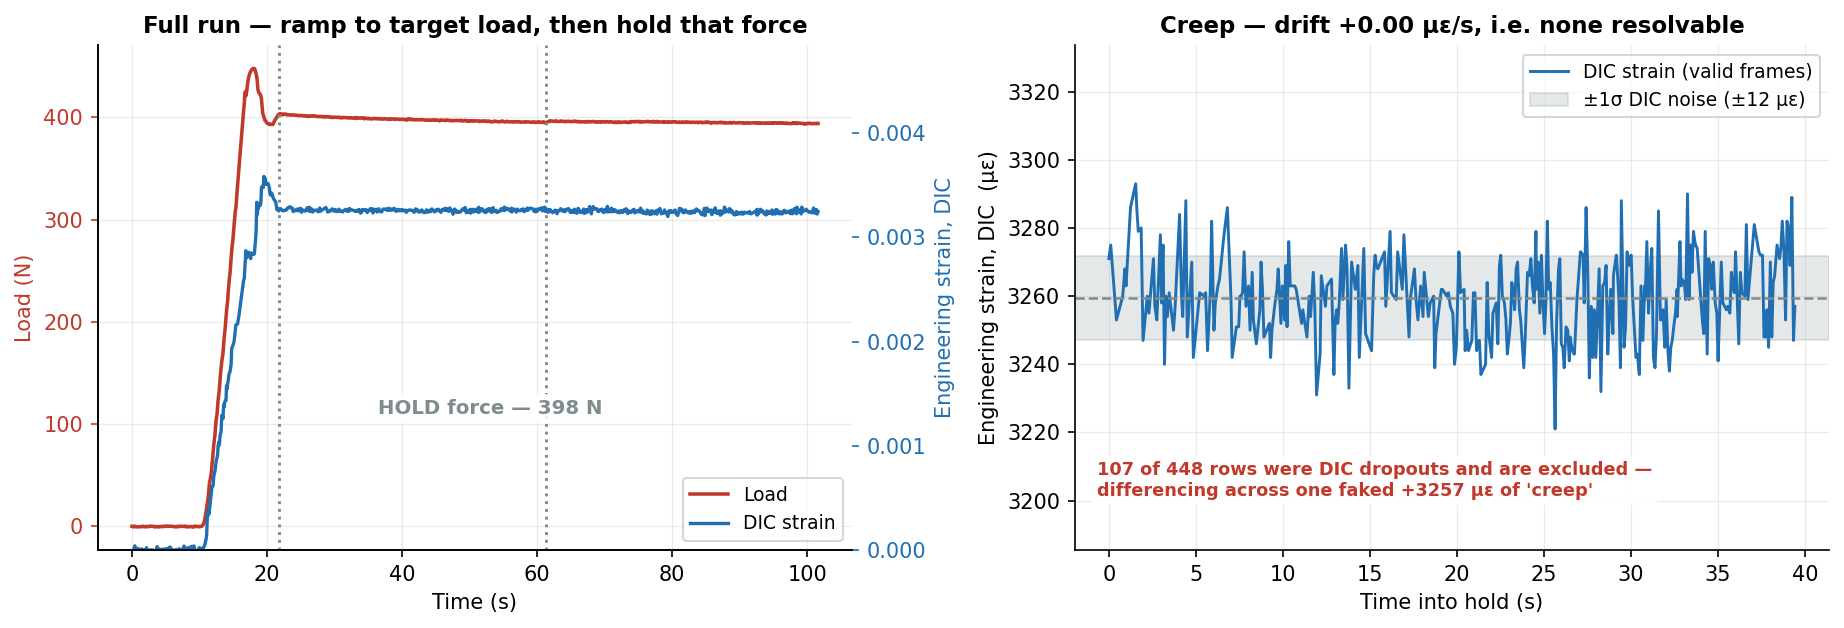 Full run — ramp to target load, then hold that force
Load (N)
400
300
200
100
0
0.004
0.003
0.002
0.001
0.000
Engineering strain, DIC
HOLD force — 398 N
Load
DIC strain
0 20 40 60 80 100
Time (s)
Creep — drift +0.00 µε/s, i.e. none resolvable
Engineering strain, DIC (µε)
3320
3300
3280
3260
3240
3220
3200
DIC strain (valid frames)
±1σ DIC noise (±12 µε)
107 of 448 rows were DIC dropouts and are excluded —
differencing across one faked +3257 µε of 'creep'
0 5 10 15 20 25 30 35 40
Time into hold (s)